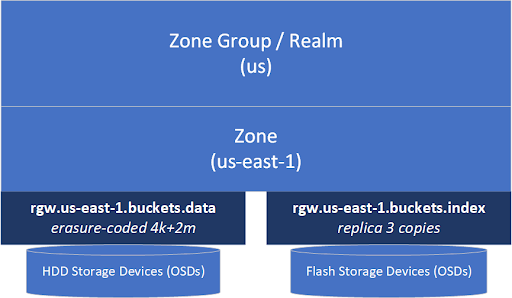 Zone Group / Realm
(us)
Zone
(us-east-1)
rgw.us-east-1.buckets.data
erasure-coded 4k+2m
rgw.us-east-1.buckets.index
replica 3 copies
HDD Storage Devices (OSDs)
Flash Storage Devices (OSDs)